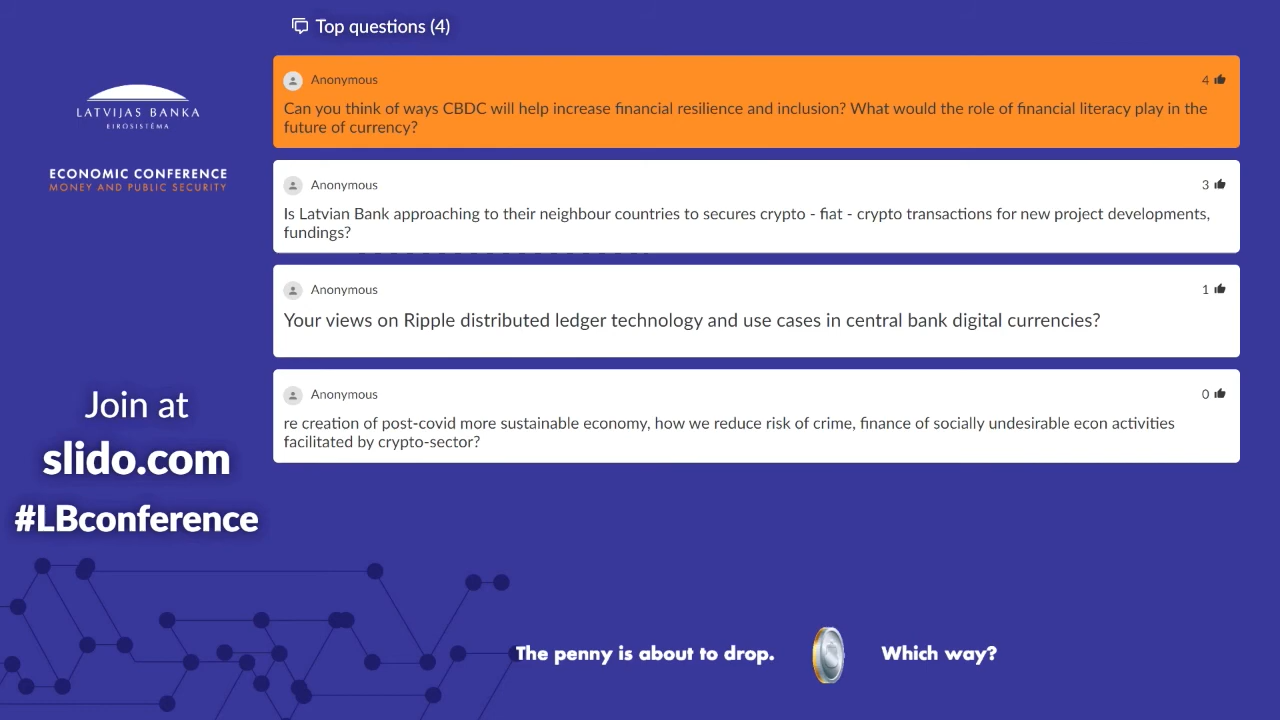 Top questions (4)
LATVIJAS BANKA
EIROSISTĒMA
ECONOMIC CONFERENCE
MONEY AND PUBLIC SECURITY
Anonymous
4
Can you think of ways CBDC will help increase financial resilience and inclusion? What would the role of financial literacy play in the
future of currency?
Anonymous
3
Is Latvian Bank approaching to their neighbour countries to secures crypto - fiat - crypto transactions for new project developments,
fundings?
Anonymous
1
Your views on Ripple distributed ledger technology and use cases in central bank digital currencies?
Anonymous
0
re creation of post-covid more sustainable economy, how we reduce risk of crime, finance of socially undesirable econ activities
facilitated by crypto-sector?
Join at
slido.com
#LBconference
The penny is about to drop.
Which way?